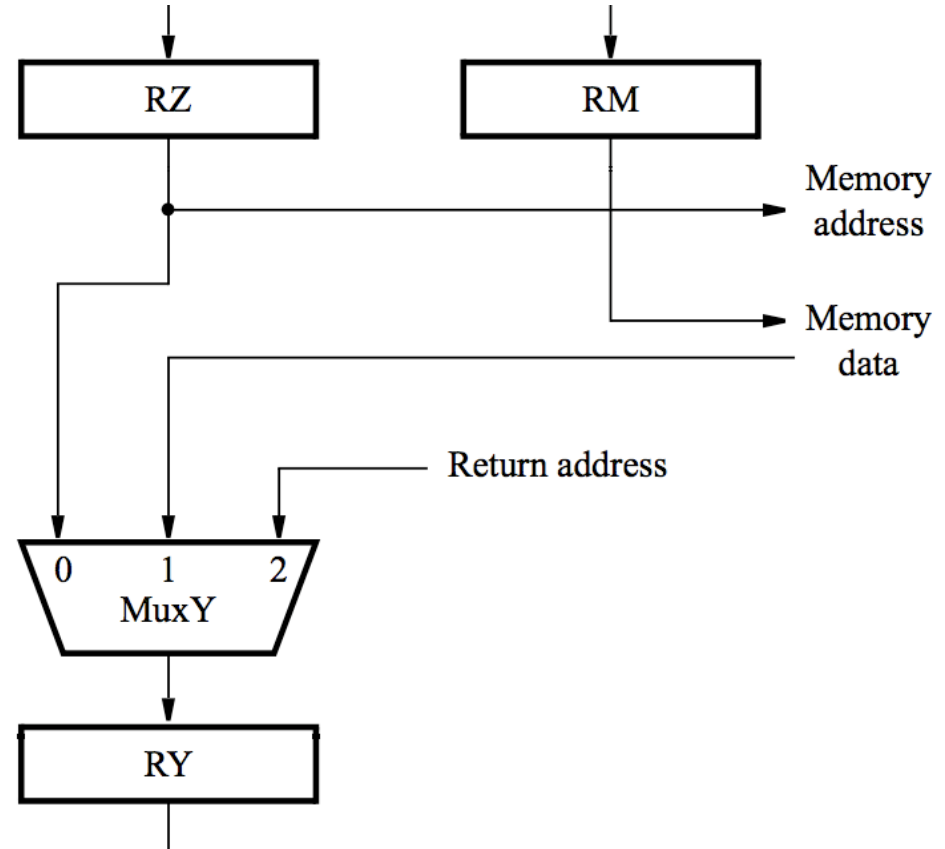 RZ
RM
Memory
address
Memory
data
Return address
0 1 2
MuxY
RY